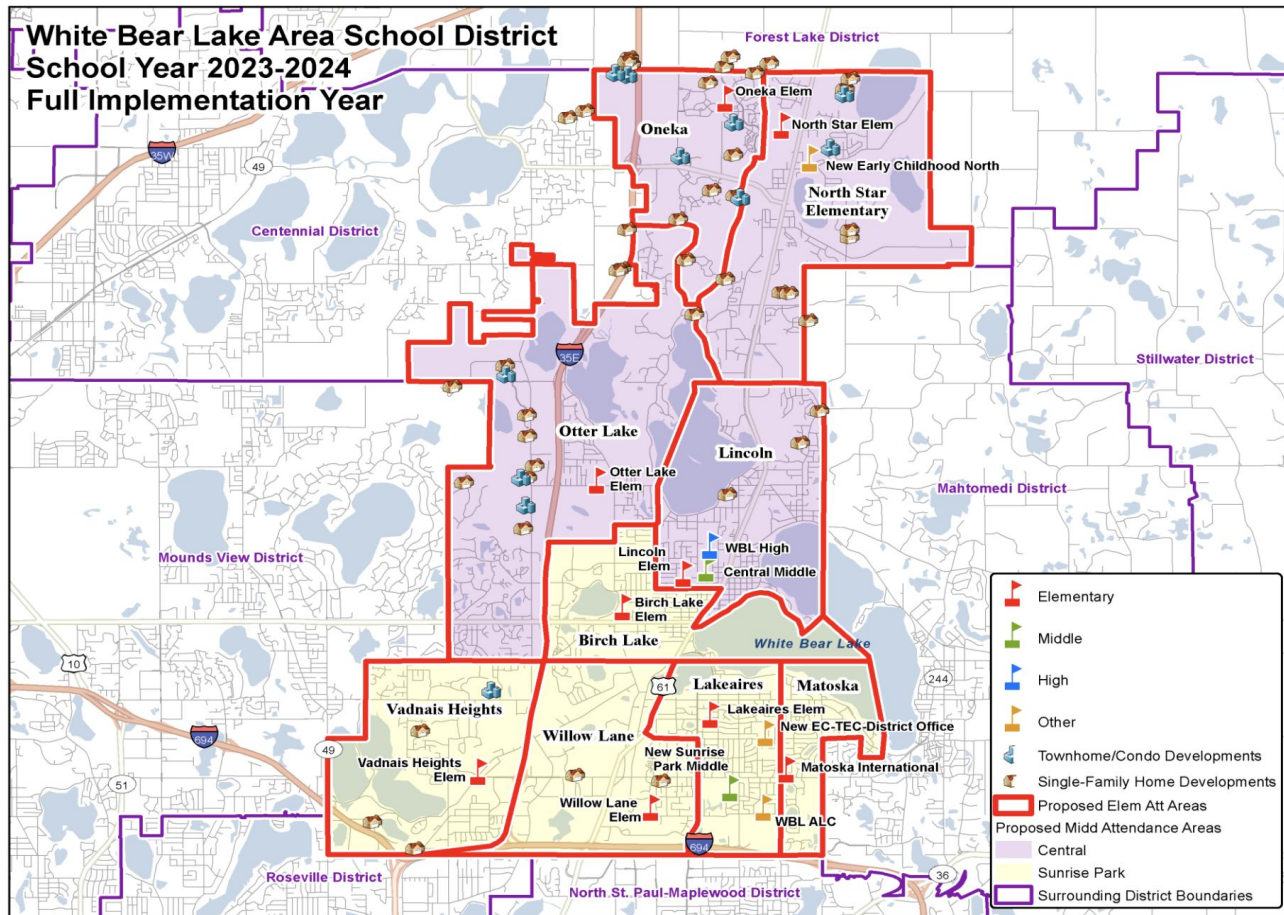 White Bear Lake Area School District
School Year 2023-2024
Full Implementation Year
Forest Lake District
Oneka Elem
Oneka
North Star Elem
35W
49
New Early Childhood North
North Star
Elementary
Centennial District
35E
Stillwater District
Otter Lake
Lincoln
Otter Lake
Elem
Mahtomedi District
Mounds View District
WBL High
Lincoln
Elem
Central Middle
Birch Lake
Elem
Birch Lake
White Bear Lake
10
61
244
Lakeaires
Matoska
Vadnais Heights
Lakeaires Elem
New EC-TEC-District Office
Willow Lane
694
49
New Sunrise
Park Middle
Vadnais Heights
Elem
Matoska International
51
Willow Lane
Elem
WBL ALC
694
36
Roseville District
North St. Paul-Maplewood District
Elementary
Middle
High
Other
Townhome/Condo Developments
Single-Family Home Developments
Proposed Elem Att Areas
Proposed Midd Attendance Areas
Central
Sunrise Park
Surrounding District Boundaries